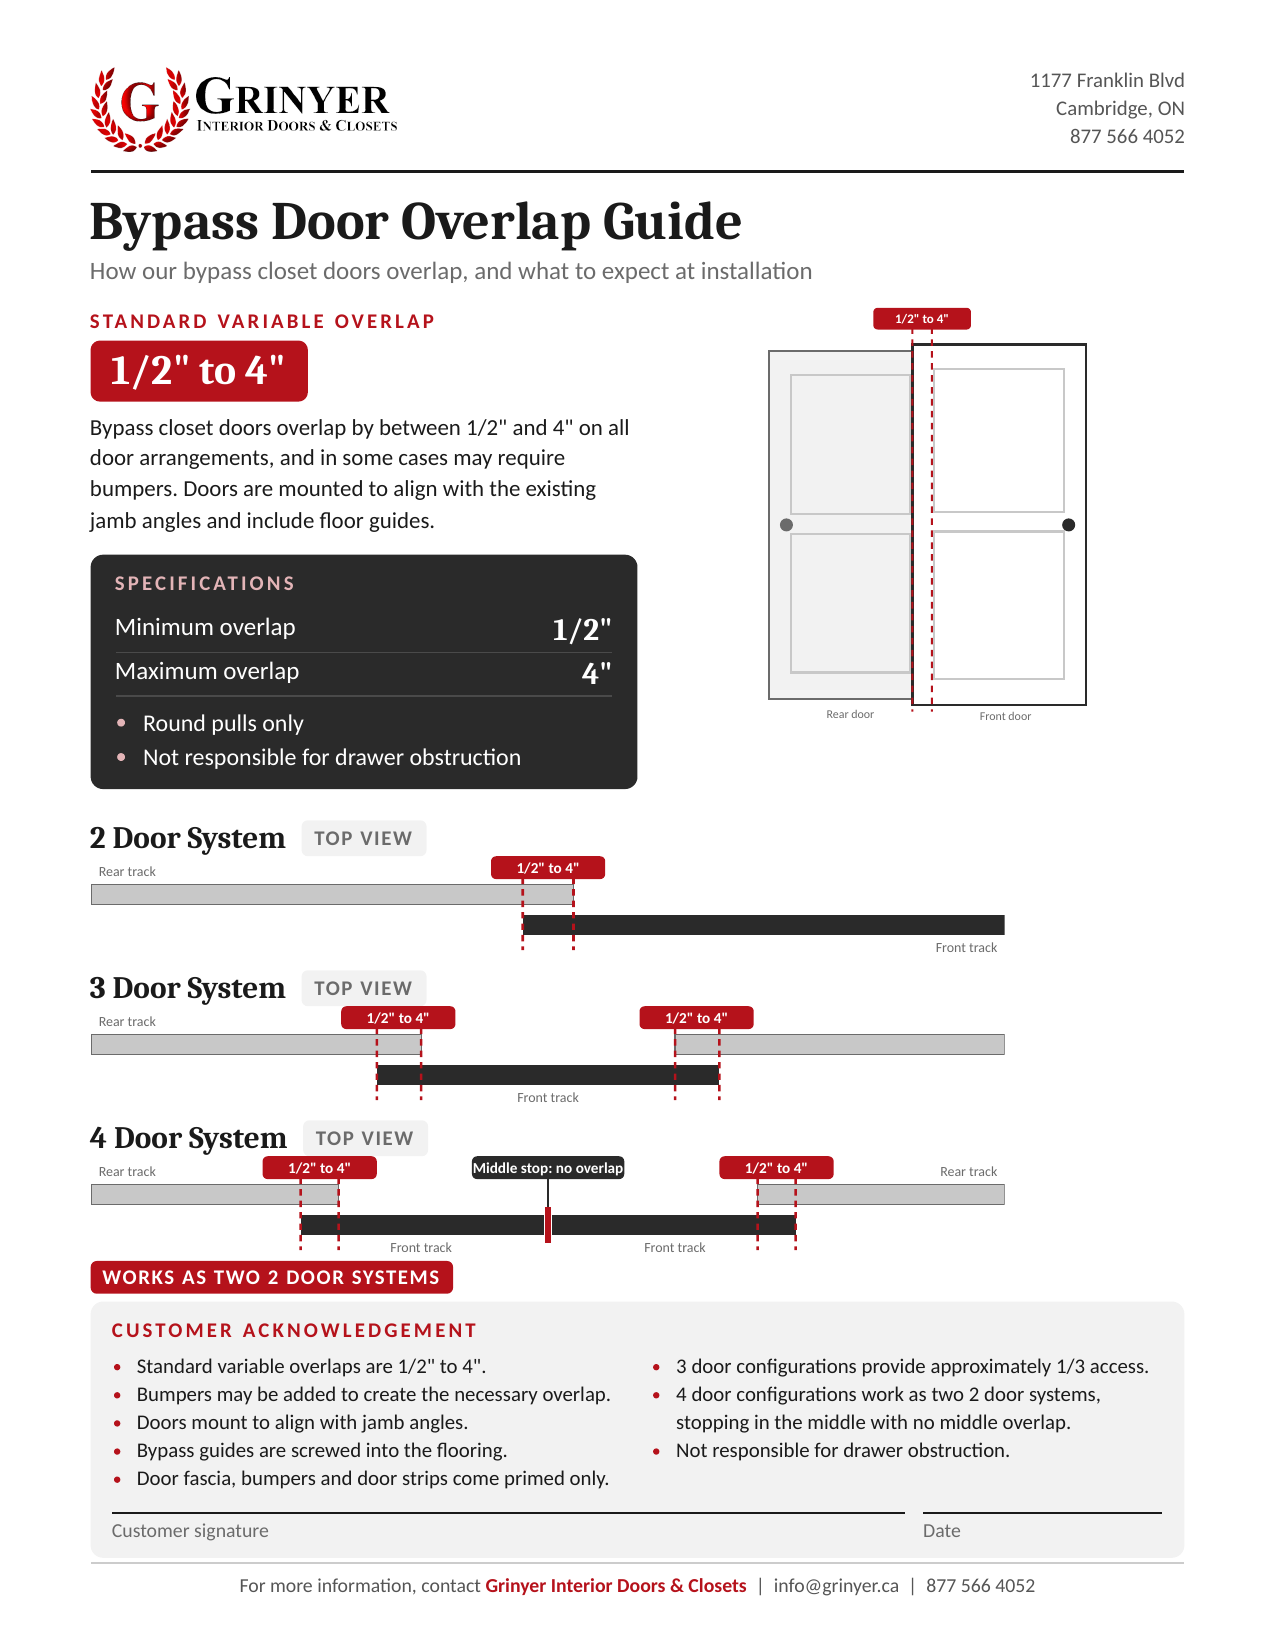 G GRINYER
INTERIOR DOORS & CLOSETS
1177 Franklin Blvd
Cambridge, ON
877 566 4052
Bypass Door Overlap Guide
How our bypass closet doors overlap, and what to expect at installation
STANDARD VARIABLE OVERLAP
1/2" to 4"
Bypass closet doors overlap by between 1/2" and 4" on all
door arrangements, and in some cases may require
bumpers. Doors are mounted to align with the existing
jamb angles and include floor guides.
SPECIFICATIONS
Minimum overlap 1/2"
Maximum overlap 4"
• Round pulls only
• Not responsible for drawer obstruction
1/2" to 4"
Rear door
Front door
2 Door System TOP VIEW
Rear track
1/2" to 4"
Front track
3 Door System TOP VIEW
Rear track
1/2" to 4"
1/2" to 4"
Front track
4 Door System TOP VIEW
Rear track
1/2" to 4"
Middle stop: no overlap
1/2" to 4"
Rear track
Front track
Front track
WORKS AS TWO 2 DOOR SYSTEMS
CUSTOMER ACKNOWLEDGEMENT
• Standard variable overlaps are 1/2" to 4".
• Bumpers may be added to create the necessary overlap.
• Doors mount to align with jamb angles.
• Bypass guides are screwed into the flooring.
• Door fascia, bumpers and door strips come primed only.
• 3 door configurations provide approximately 1/3 access.
• 4 door configurations work as two 2 door systems,
stopping in the middle with no middle overlap.
• Not responsible for drawer obstruction.
Customer signature
Date
For more information, contact Grinyer Interior Doors & Closets | info@grinyer.ca | 877 566 4052